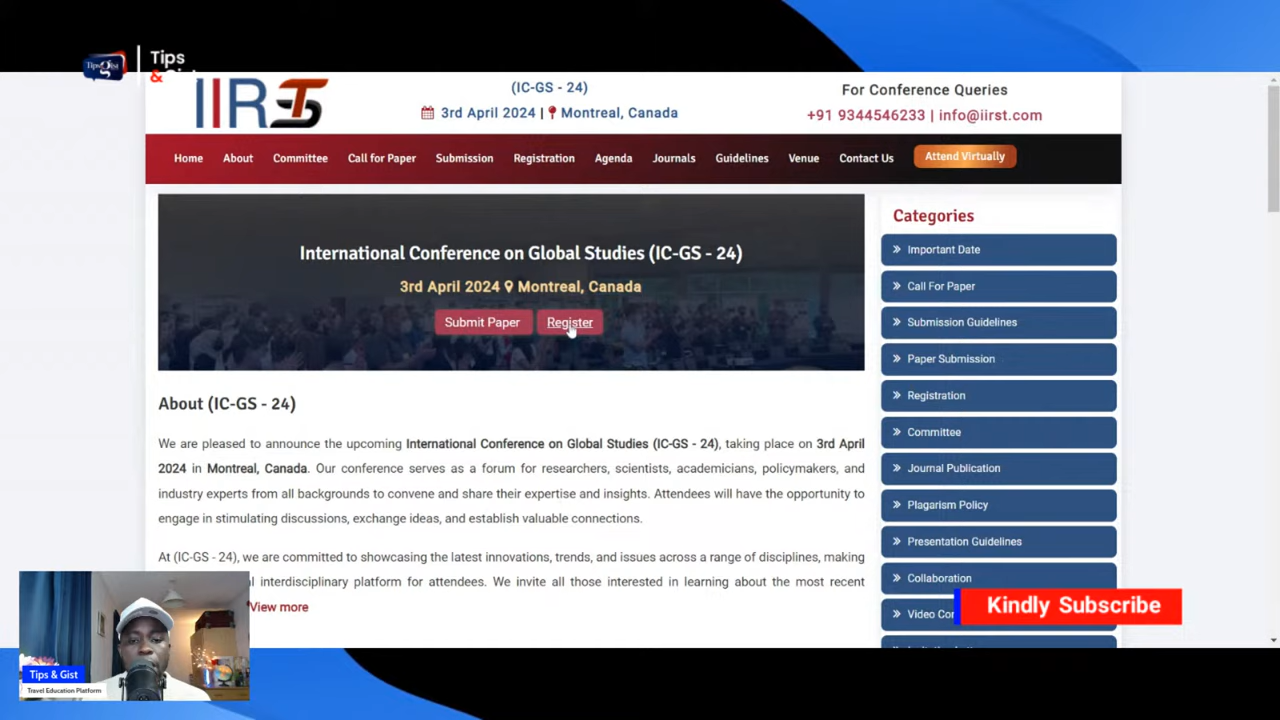 Tips
&
Tips gist
IIRST
(IC-GS - 24)
3rd April 2024 | Montreal, Canada
For Conference Queries
+91 9344546233 | info@iirst.com
Home About Committee Call for Paper Submission Registration Agenda Journals Guidelines Venue Contact Us Attend Virtually
International Conference on Global Studies (IC-GS - 24)
3rd April 2024 Montreal, Canada
Submit Paper Register
About (IC-GS - 24)
We are pleased to announce the upcoming International Conference on Global Studies (IC-GS - 24), taking place on 3rd April
2024 in Montreal, Canada. Our conference serves as a forum for researchers, scientists, academicians, policymakers, and
industry experts from all backgrounds to convene and share their expertise and insights. Attendees will have the opportunity to
engage in stimulating discussions, exchange ideas, and establish valuable connections.
At (IC-GS - 24), we are committed to showcasing the latest innovations, trends, and issues across a range of disciplines, making
interdisciplinary platform for attendees. We invite all those interested in learning about the most recent
View more
Categories
Important Date
Call For Paper
Submission Guidelines
Paper Submission
Registration
Committee
Journal Publication
Plagarism Policy
Presentation Guidelines
Collaboration
Video
Kindly Subscribe
Tips & Gist
Travel Education Platform